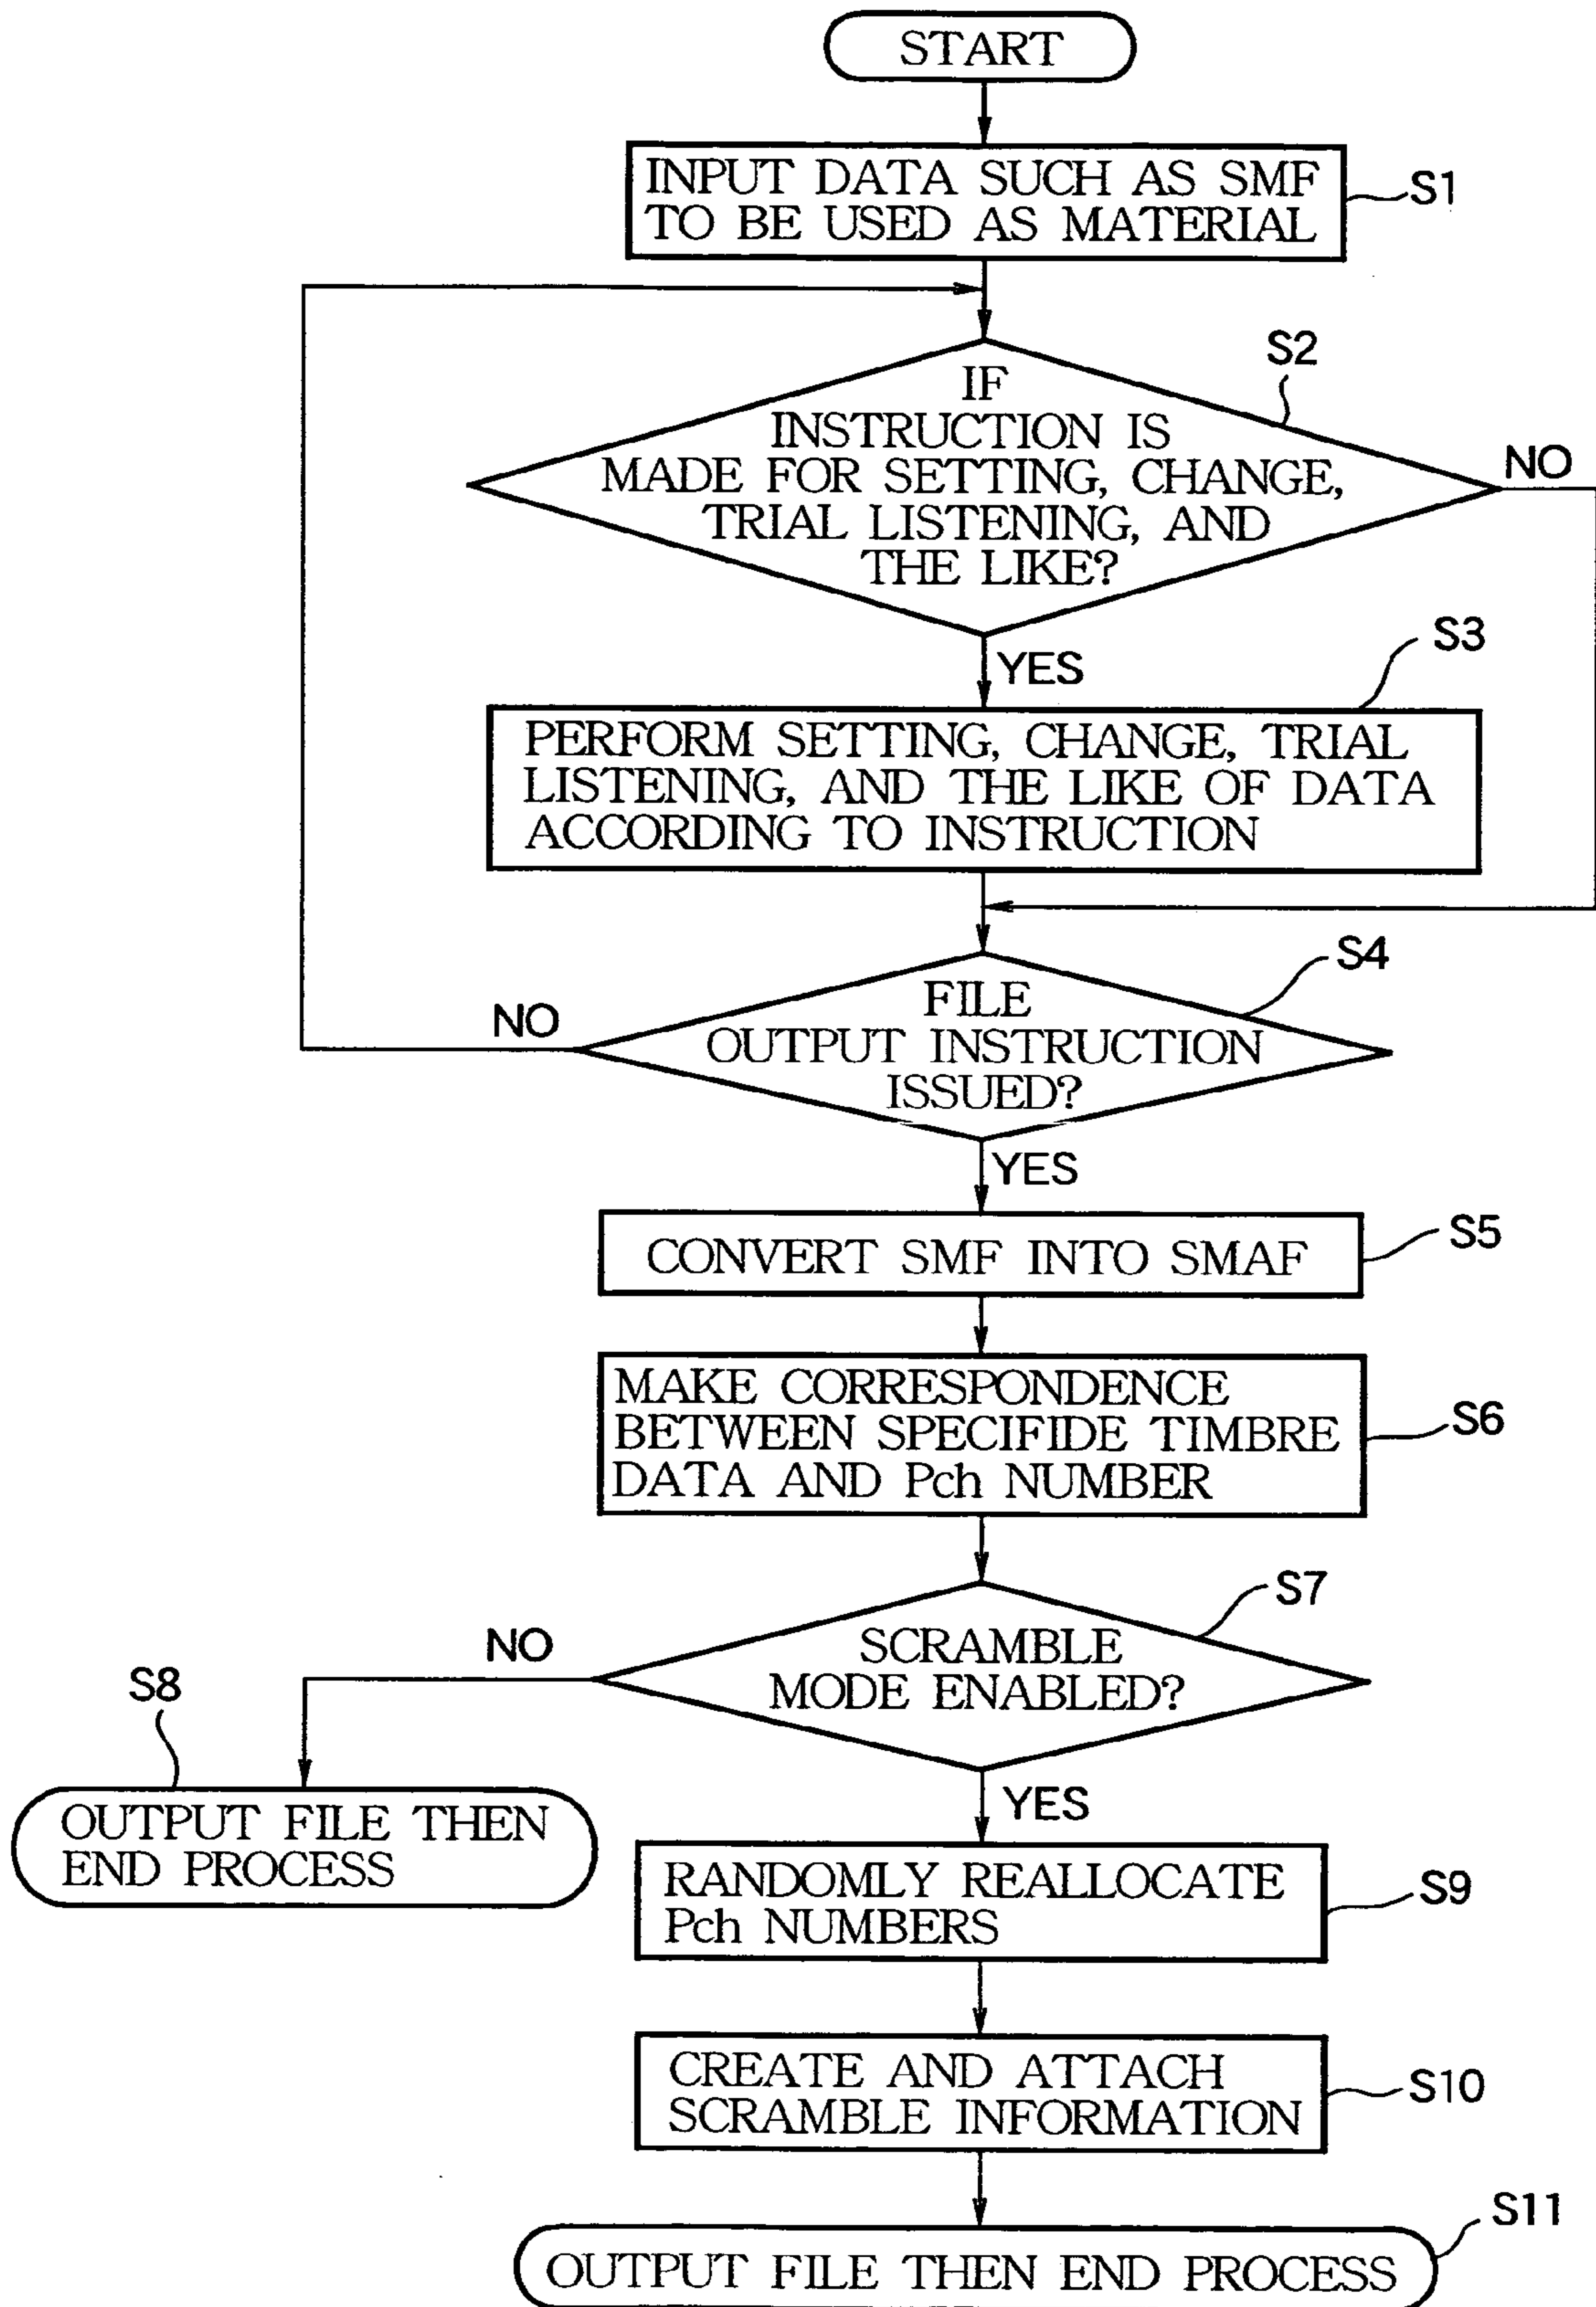 START
INPUT DATA SUCH AS SMF
TO BE USED AS MATERIAL
S1
S2
IF
INSTRUCTION IS
MADE FOR SETTING, CHANGE,
TRIAL LISTENING, AND
THE LIKE?
NO
YES
S3
PERFORM SETTING, CHANGE, TRIAL
LISTENING, AND THE LIKE OF DATA
ACCORDING TO INSTRUCTION
S4
FILE
OUTPUT INSTRUCTION
ISSUED?
NO
YES
CONVERT SMF INTO SMAF
S5
MAKE CORRESPONDENCE
BETWEEN SPECIFIDE TIMBRE
DATA AND Pch NUMBER
S6
S7
SCRAMBLE
MODE ENABLED?
NO
S8
OUTPUT FILE THEN
END PROCESS
YES
RANDOMLY REALLOCATE
Pch NUMBERS
S9
CREATE AND ATTACH
SCRAMBLE INFORMATION
S10
S11
OUTPUT FILE THEN END PROCESS